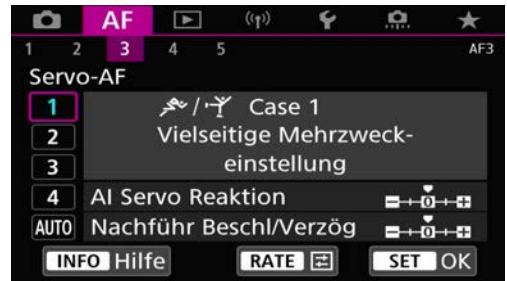 AF
1 2 3 4 5 AF3
Servo-AF
1 Case 1
2 Vielseitige Mehrzweck-
3 einstellung
4 AI Servo Reaktion
AUTO Nachführ Beschl/Verzög
INFO Hilfe RATE SET OK